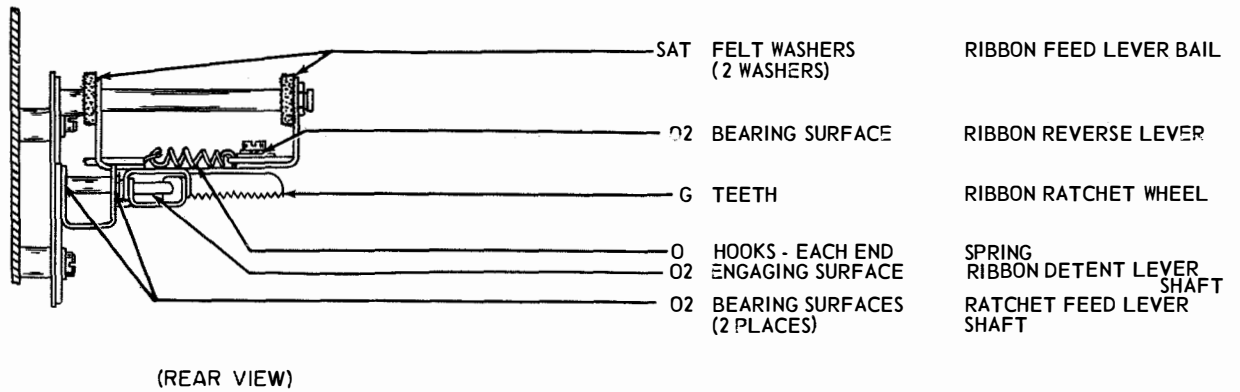 SAT FELT WASHERS RIBBON FEED LEVER BAIL
(2 WASHERS)
O2 BEARING SURFACE RIBBON REVERSE LEVER
G TEETH RIBBON RATCHET WHEEL
O HOOKS - EACH END SPRING
O2 ENGAGING SURFACE RIBBON DETENT LEVER
SHAFT
O2 BEARING SURFACES RATCHET FEED LEVER
(2 PLACES) SHAFT
(REAR VIEW)